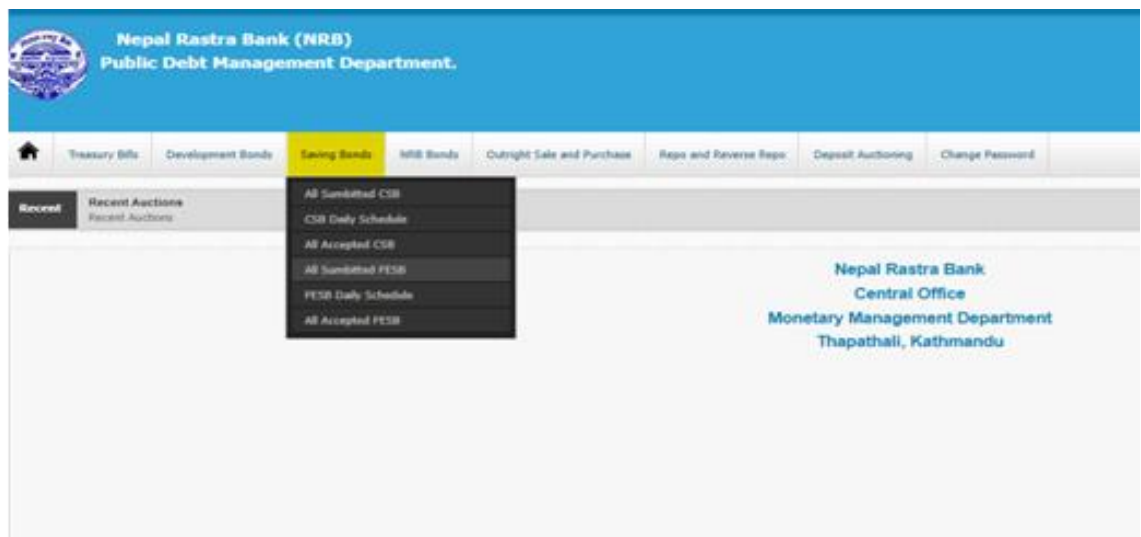 Nepal Rastra Bank (NRB)
Public Debt Management Department.
Treasury Bills Development Bonds Saving Bonds NRB Bonds Outright Sale and Purchase Repo and Reverse Repo Deposit Auctioning Change Password
Recent
Recent Auctions
Recent Auctions
All Sumbitted CSB
CSB Daily Schedule
All Accepted CSB
All Sumbitted FESB
FESB Daily Schedule
All Accepted FESB
Nepal Rastra Bank
Central Office
Monetary Management Department
Thapathali, Kathmandu